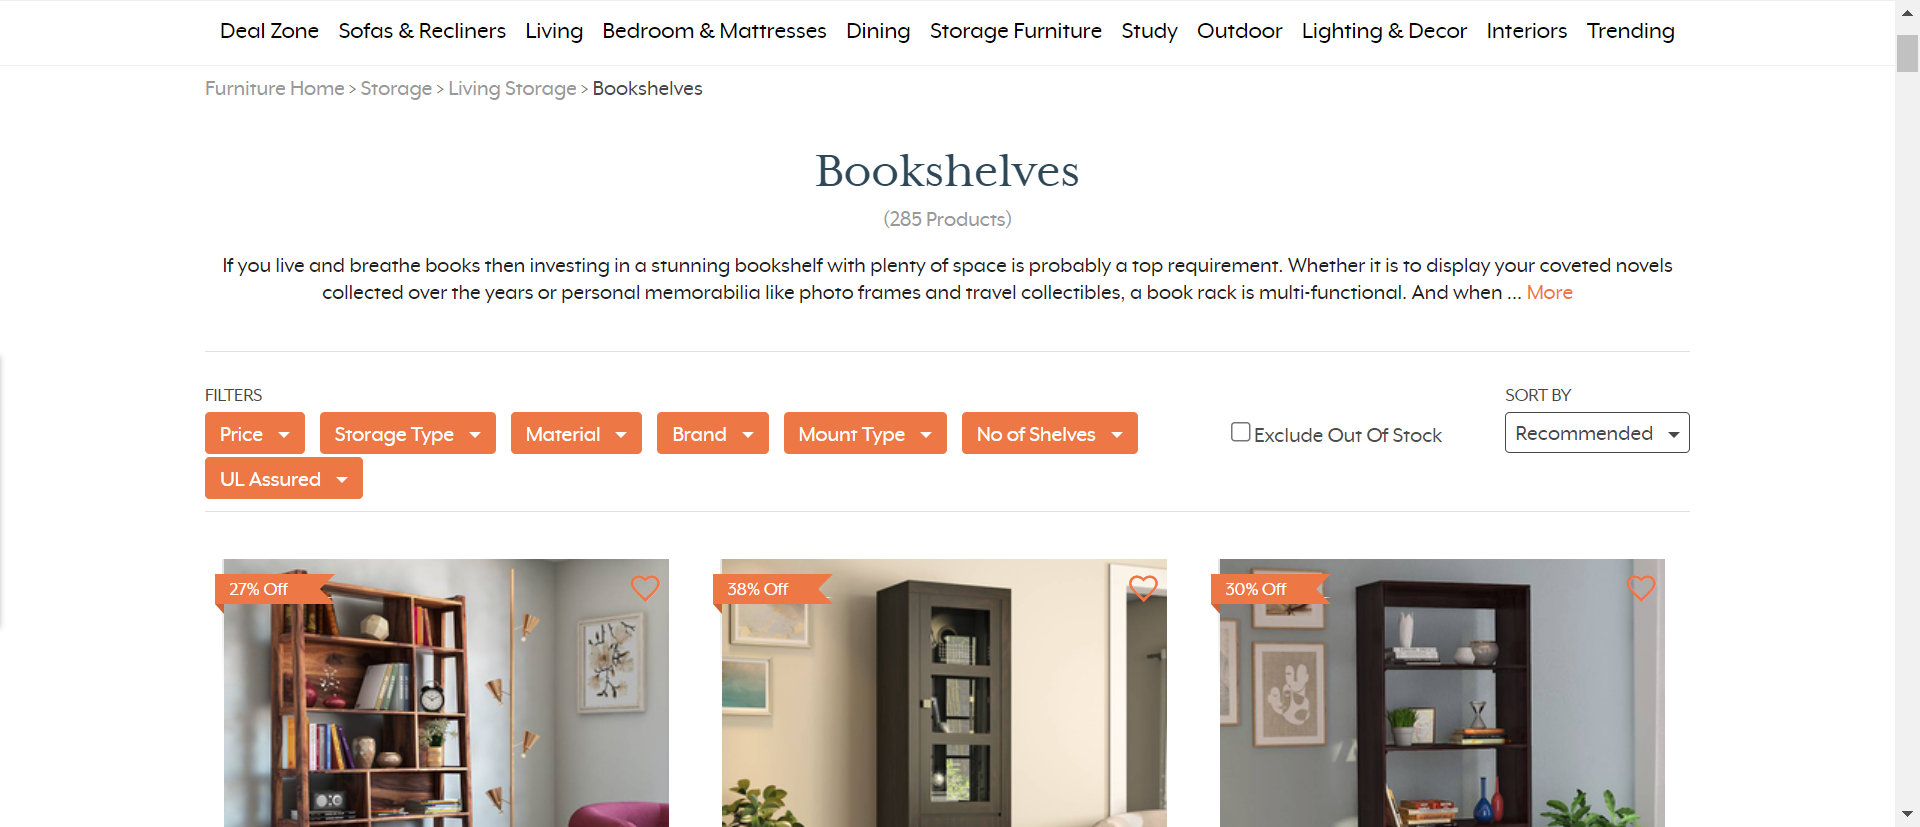 Deal Zone Sofas & Recliners Living Bedroom & Mattresses Dining Storage Furniture Study Outdoor Lighting & Decor Interiors Trending
Furniture Home > Storage > Living Storage > Bookshelves
Bookshelves
(285 Products)
If you live and breathe books then investing in a stunning bookshelf with plenty of space is probably a top requirement. Whether it is to display your coveted novels
collected over the years or personal memorabilia like photo frames and travel collectibles, a book rack is multi-functional. And when ... More
FILTERS
SORT BY
Price Storage Type Material Brand Mount Type No of Shelves
Exclude Out Of Stock
Recommended
UL Assured
27% Off
38% Off
30% Off